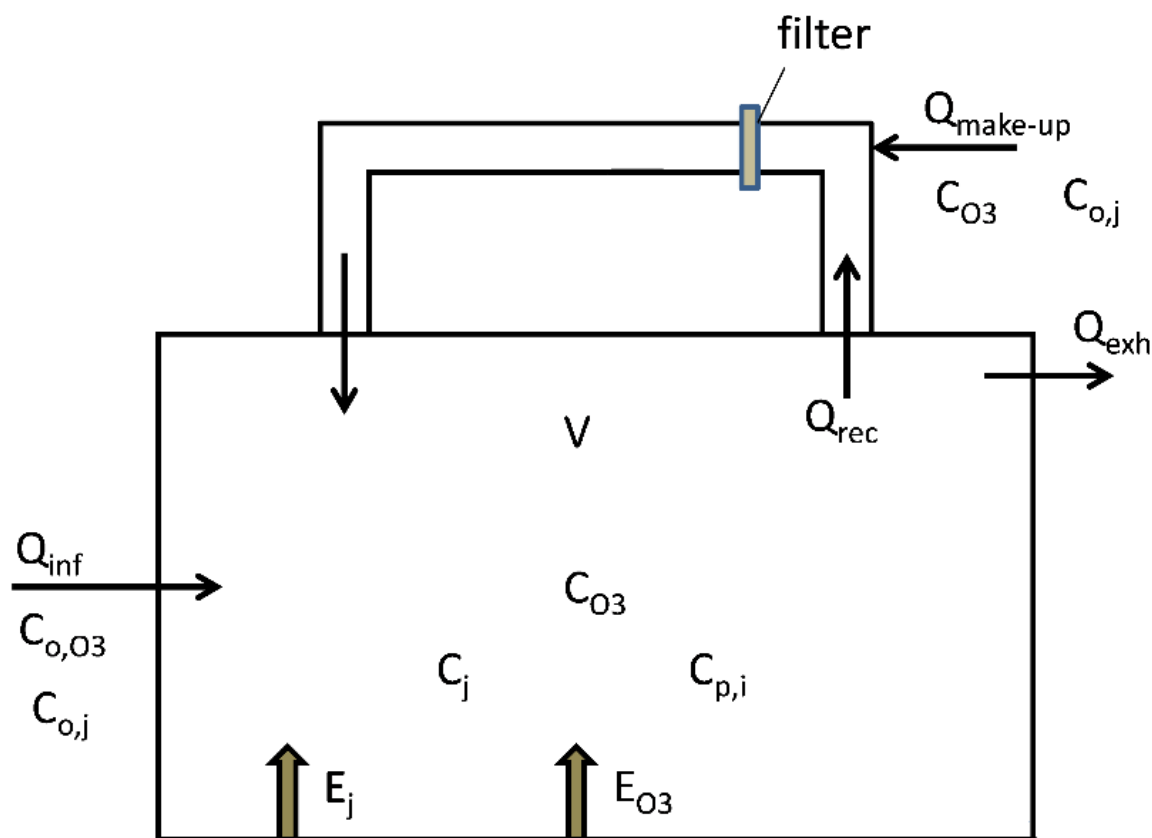 filter
Q_make-up
C_O3 C_o,j
Q_exh
Q_rec
V
Q_inf
C_o,O3
C_o,j
C_O3
C_j C_p,i
E_j E_O3